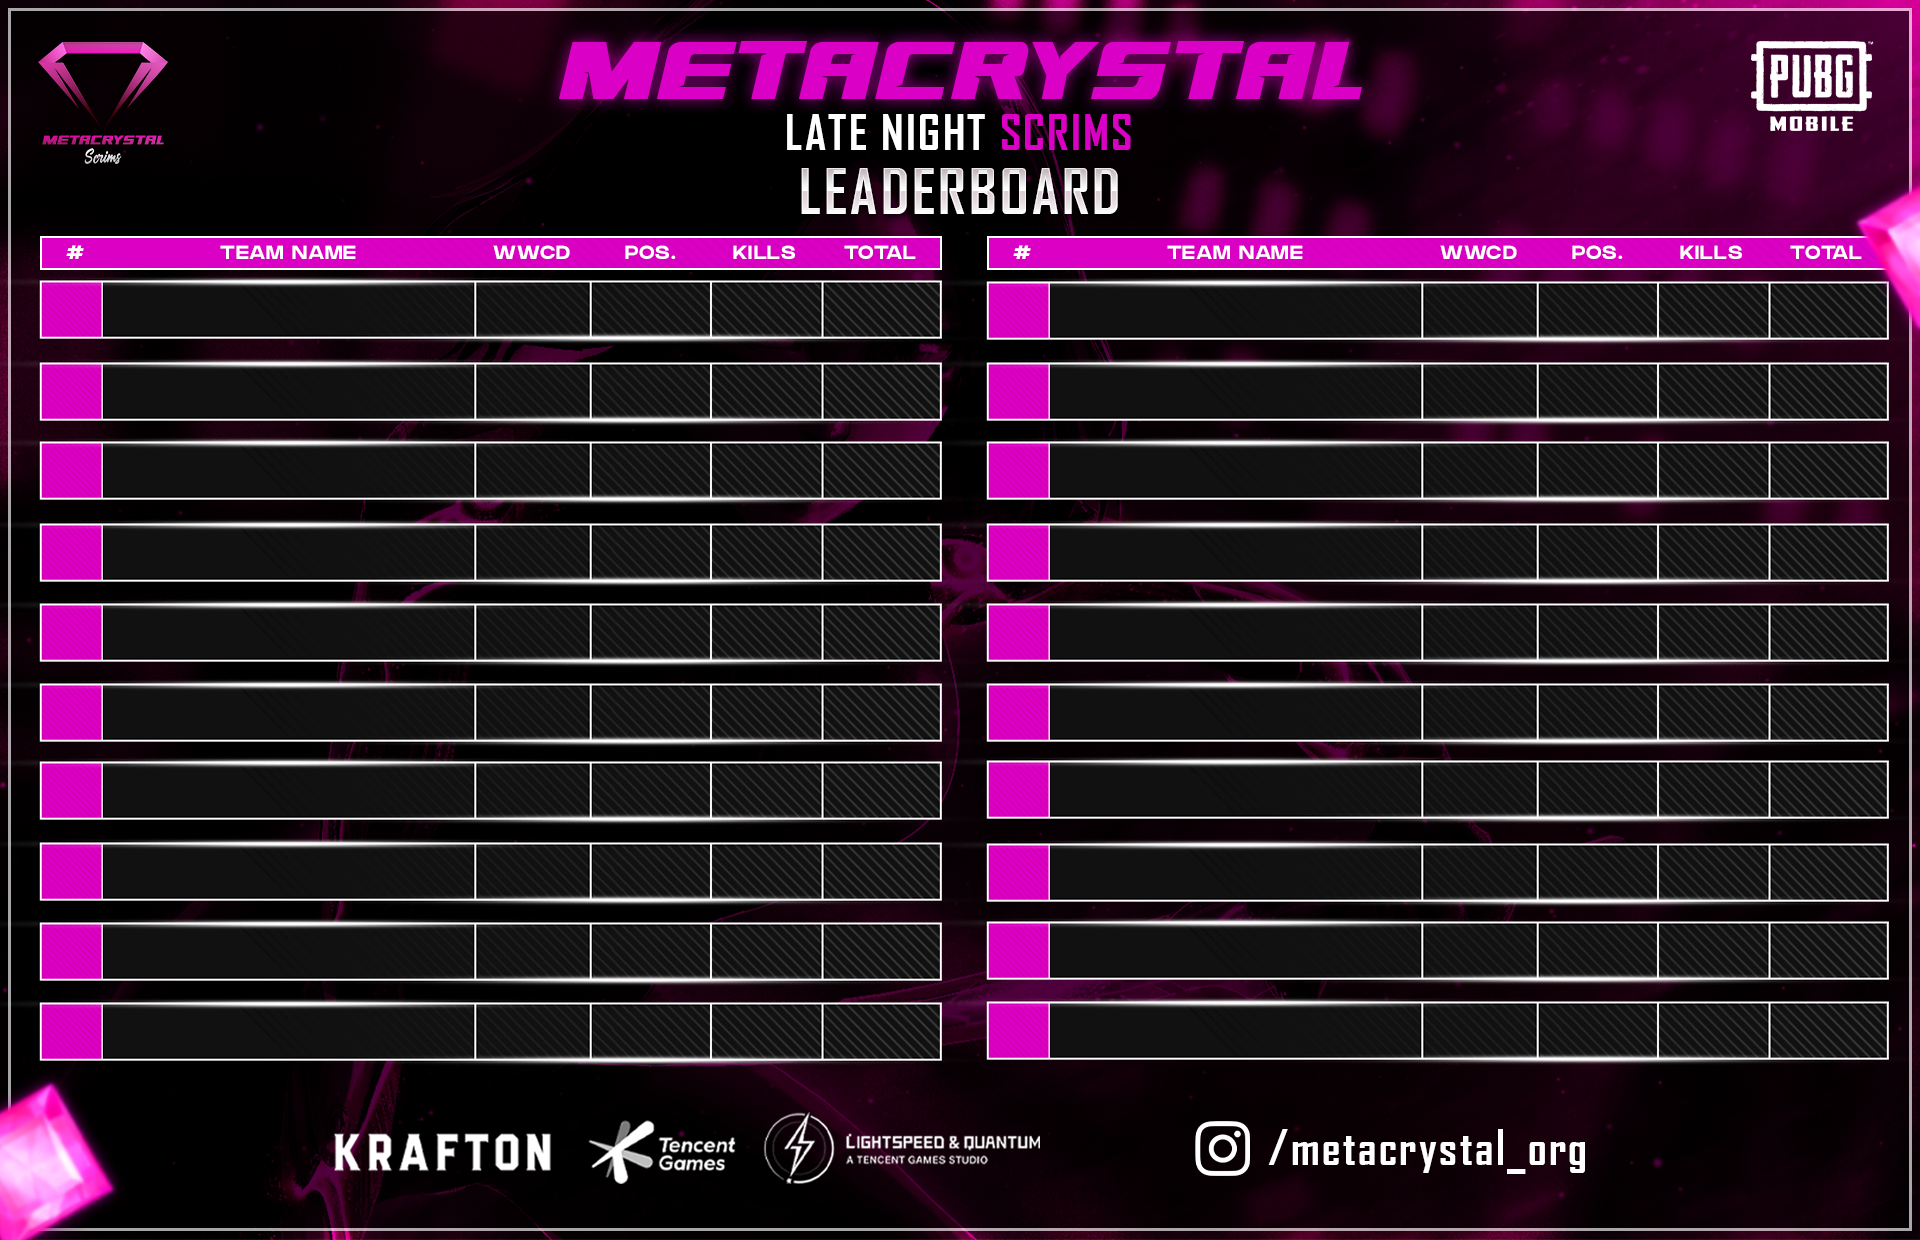 METACRYSTAL
LATE NIGHT SCRIMS
LEADERBOARD
METACRYSTAL
Scrims
PUBG
MOBILE
™
# TEAM NAME WWCD POS. KILLS TOTAL
# TEAM NAME WWCD POS. KILLS TOTAL
KRAFTON
Tencent
Games
LIGHTSPEED & QUANTUM
A TENCENT GAMES STUDIO
/metacrystal_org